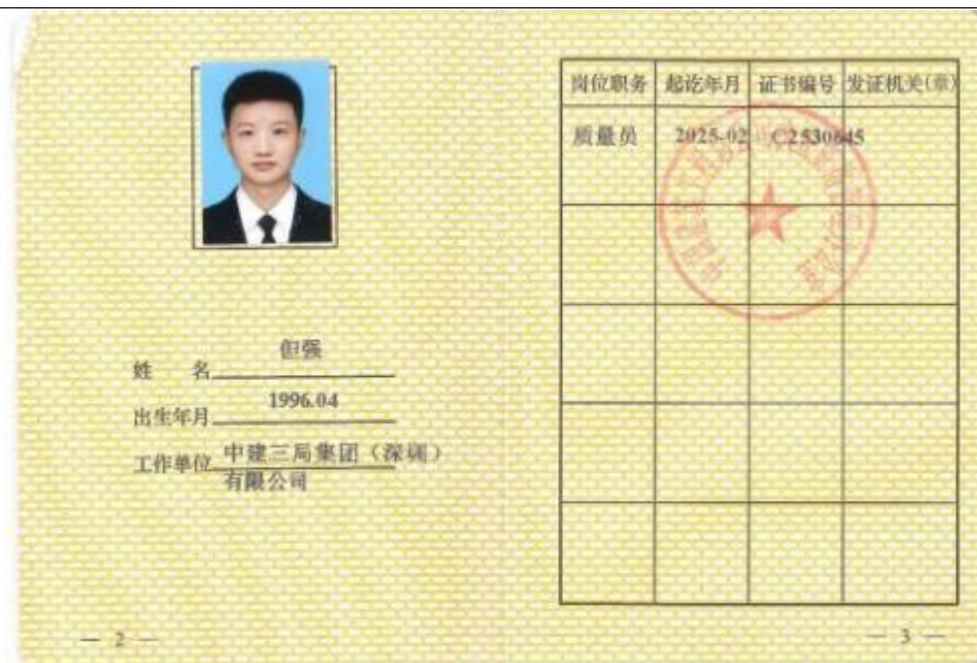 姓 名 但强
出生年月 1996.04
工作单位 中建三局集团（深圳）
有限公司
— 2 —
岗位职务 起讫年月 证书编号 发证机关(章)
质量员 2025-02 C2530645
— 3 —